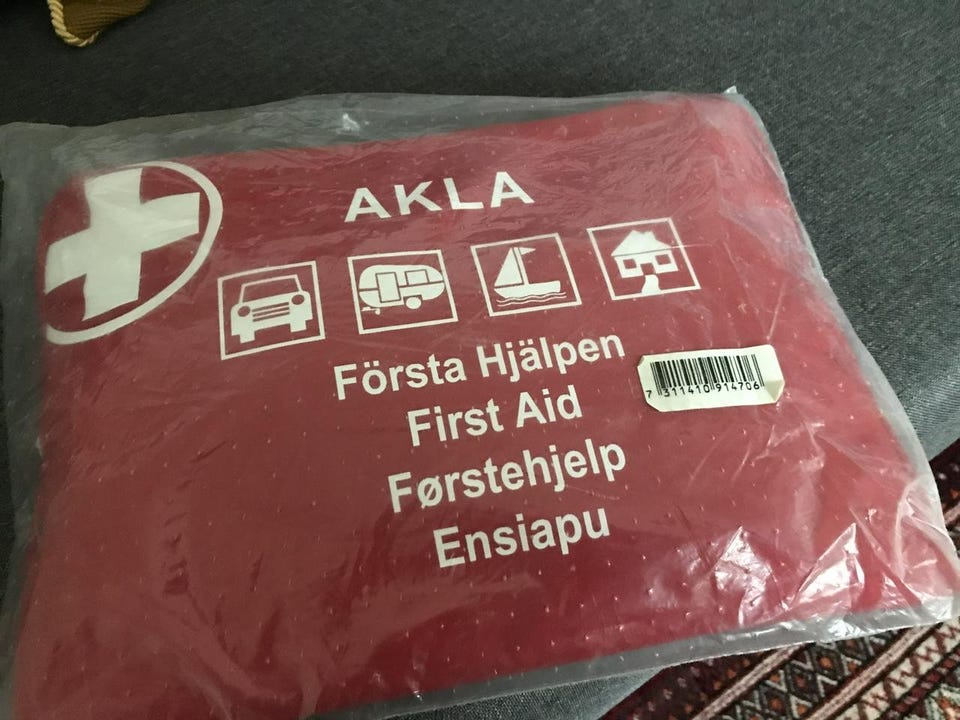 AKLA
Första Hjälpen
First Aid
Førstehjelp
Ensiapu
7 311410 914706